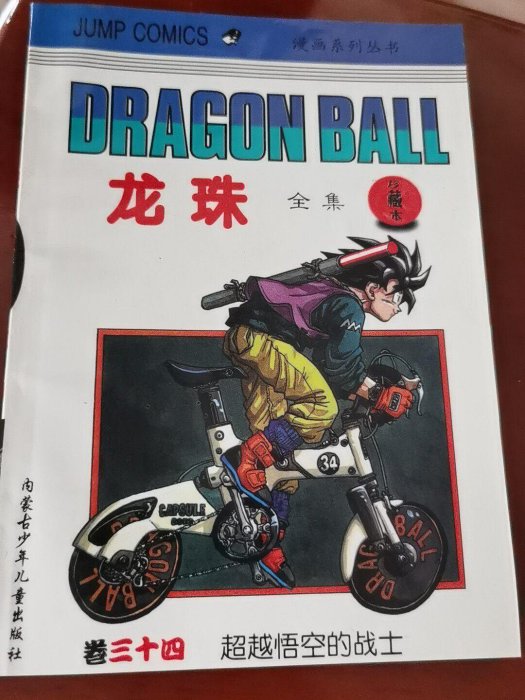 JUMP COMICS
漫画系列丛书
DRAGON BALL
龙珠
全集
珍藏本
34
CAPSULE
DRAGON BALL
DRAGON BALL
内蒙古少年儿童出版社
卷三十四
超越悟空的战士